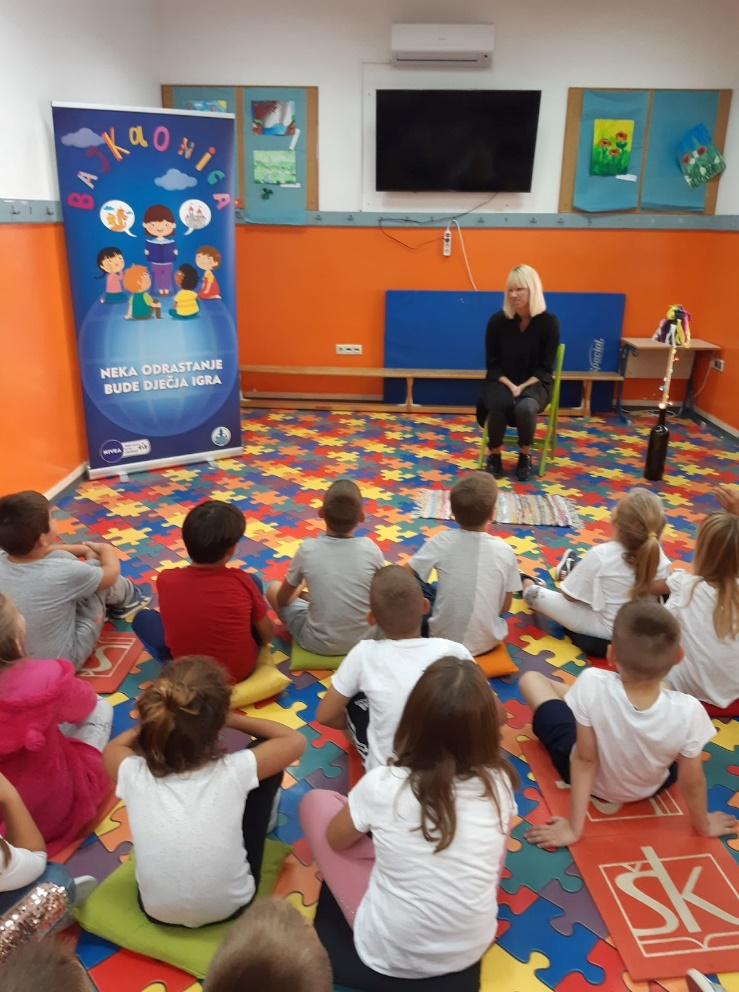 BAJKAONICA
NEKA ODRASTANJE
BUDE DJEČJA IGRA
NIVEA
ŠK